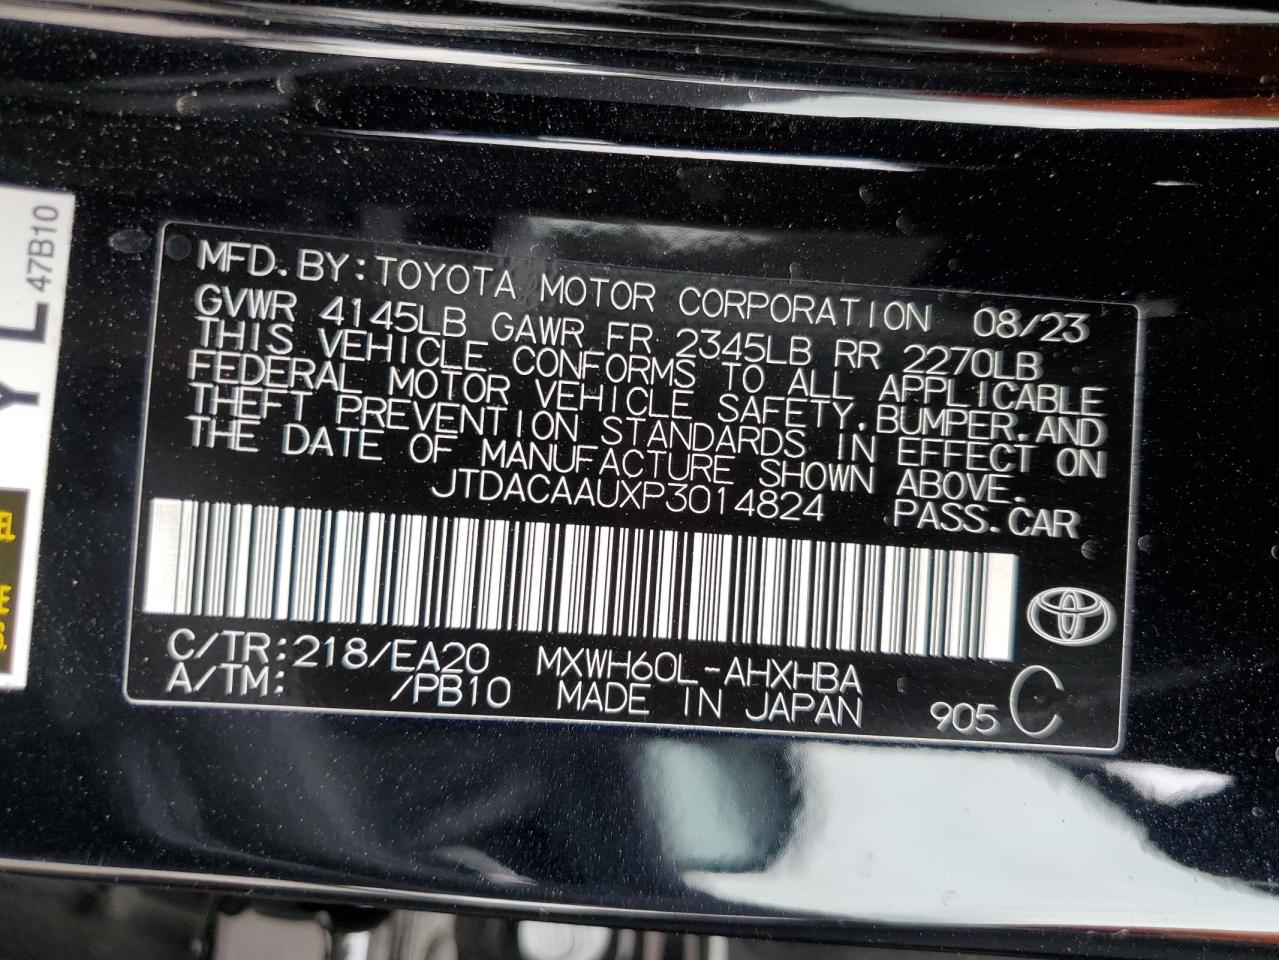 MFD. BY: TOYOTA MOTOR CORPORATION 08/23
GVWR 4145LB GAWR FR 2345LB RR 2270LB
THIS VEHICLE CONFORMS TO ALL APPLICABLE
FEDERAL MOTOR VEHICLE SAFETY, BUMPER, AND
THEFT PREVENTION STANDARDS IN EFFECT ON
THE DATE OF MANUFACTURE SHOWN ABOVE.
JTDACAAUXP3014824 PASS. CAR
C/TR: 218/EA20 MXWH60L-AHXHBA
A/TM: /PB10 MADE IN JAPAN 905 C
47B10